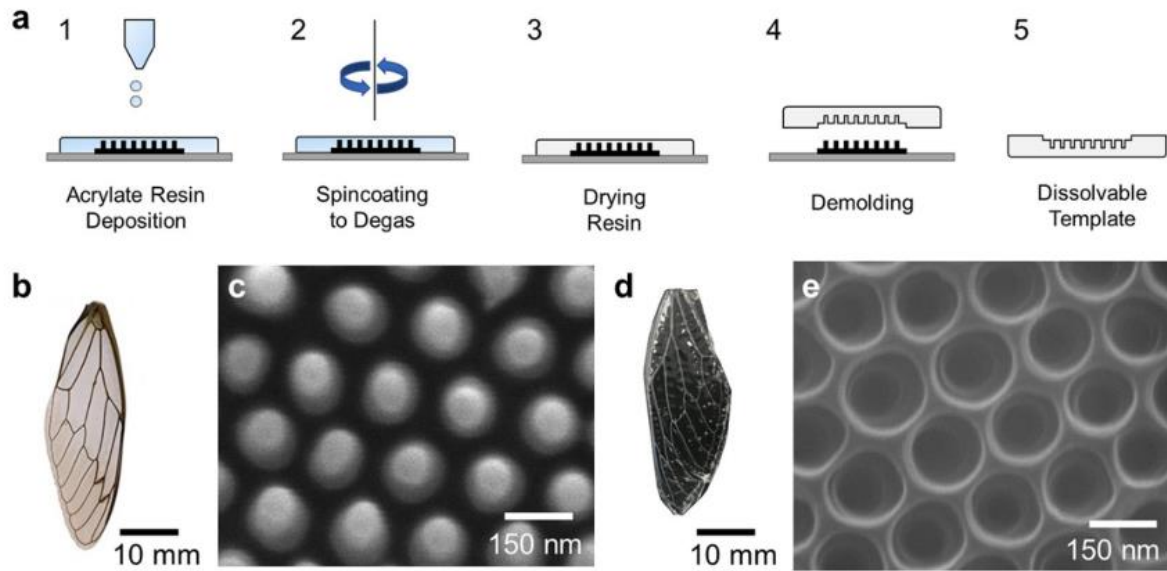 a
1 2 3 4 5
Acrylate Resin
Deposition
Spincoating
to Degas
Drying
Resin
Demolding
Dissolvable
Template
b
10 mm
c
150 nm
d
10 mm
e
150 nm